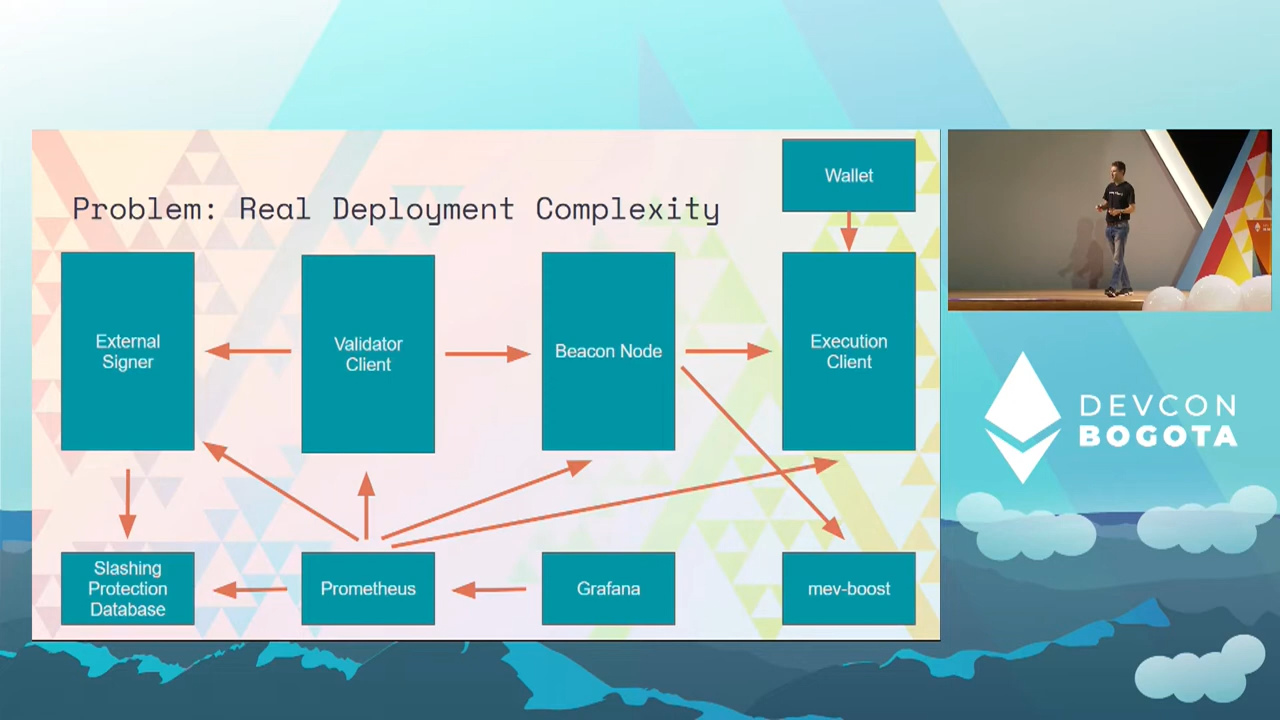 Wallet
Problem: Real Deployment Complexity
External
Signer
Validator
Client
Beacon Node
Execution
Client
Slashing
Protection
Database
Prometheus
Grafana
mev-boost
DEVCON
BOGOTA